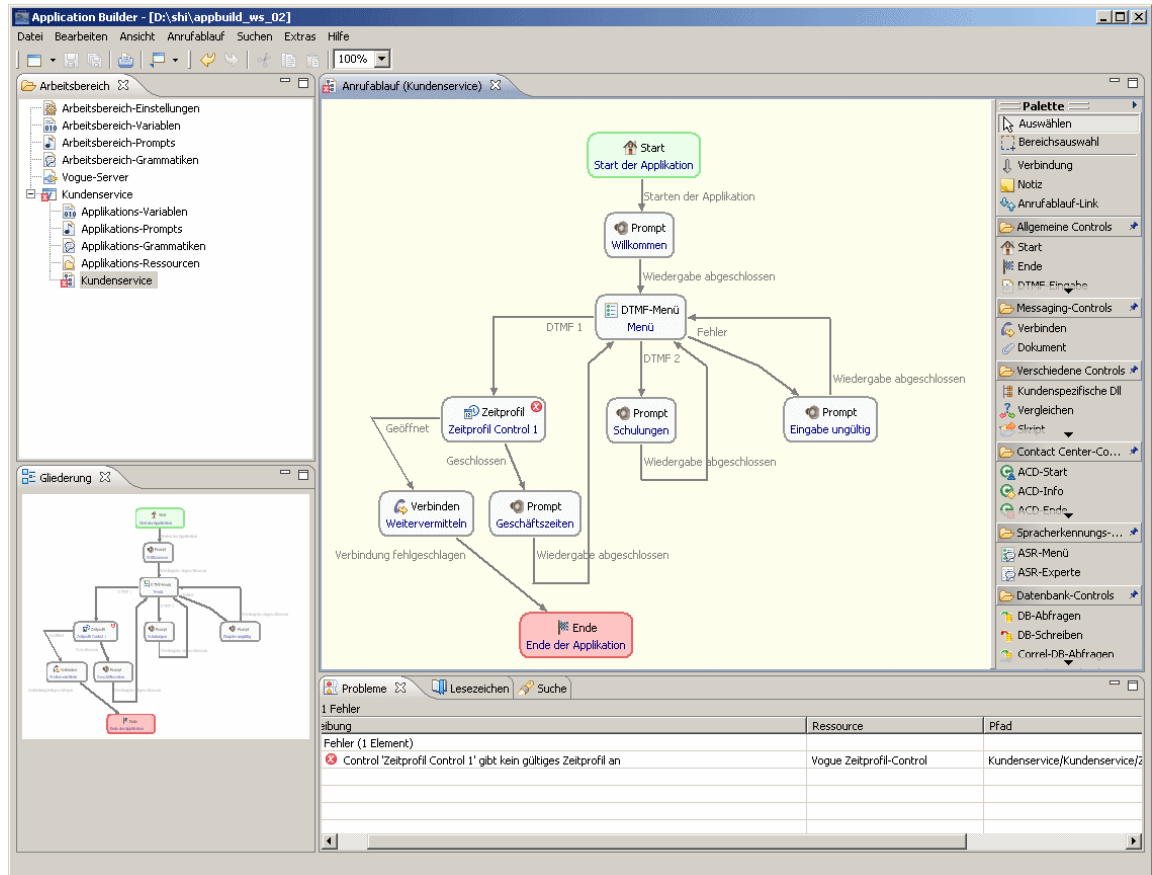 Application Builder - [D:\shi\appbuild_ws_02]
Datei Bearbeiten Ansicht Anrufablauf Suchen Extras Hilfe
100%
Arbeitsbereich
Arbeitsbereich-Einstellungen
Arbeitsbereich-Variablen
Arbeitsbereich-Prompts
Arbeitsbereich-Grammatiken
Vogue-Server
Kundenservice
Applikations-Variablen
Applikations-Prompts
Applikations-Grammatiken
Applikations-Ressourcen
Kundenservice
Gliederung
Anrufablauf (Kundenservice)
Start
Start der Applikation
Starten der Applikation
Prompt
Willkommen
Wiedergabe abgeschlossen
DTMF-Menü
Menü
DTMF 1
Fehler
DTMF 2
Wiedergabe abgeschlossen
Zeitprofil
Zeitprofil Control 1
Prompt
Schulungen
Prompt
Eingabe ungültig
Geöffnet
Geschlossen
Wiedergabe abgeschlossen
Verbinden
Weitervermitteln
Prompt
Geschäftszeiten
Verbindung fehlgeschlagen
Wiedergabe abgeschlossen
Ende
Ende der Applikation
Palette
Auswählen
Bereichsauswahl
Verbindung
Notiz
Anrufablauf-Link
Allgemeine Controls
Start
Ende
DTMF-Eingabe
Messaging-Controls
Verbinden
Dokument
Verschiedene Controls
Kundenspezifische Dll
Vergleichen
Skript
Contact Center-Co...
ACD-Start
ACD-Info
ACD-Ende
Spracherkennungs-...
ASR-Menü
ASR-Experte
Datenbank-Controls
DB-Abfragen
DB-Schreiben
Correl-DB-Abfragen
Probleme Lesezeichen Suche
1 Fehler
eibung Ressource Pfad
Fehler (1 Element)
Control 'Zeitprofil Control 1' gibt kein gültiges Zeitprofil an Vogue Zeitprofil-Control Kundenservice/Kundenservice/Z